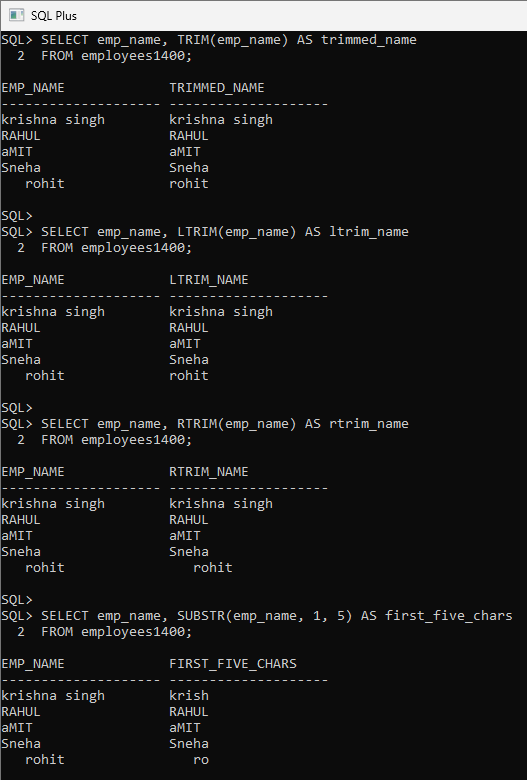 SQL Plus
SQL> SELECT emp_name, TRIM(emp_name) AS trimmed_name
  2  FROM employees1400;

EMP_NAME             TRIMMED_NAME
-------------------- --------------------
krishna singh        krishna singh
RAHUL                RAHUL
aMIT                 aMIT
Sneha                Sneha
   rohit             rohit

SQL>
SQL> SELECT emp_name, LTRIM(emp_name) AS ltrim_name
  2  FROM employees1400;

EMP_NAME             LTRIM_NAME
-------------------- --------------------
krishna singh        krishna singh
RAHUL                RAHUL
aMIT                 aMIT
Sneha                Sneha
   rohit             rohit

SQL>
SQL> SELECT emp_name, RTRIM(emp_name) AS rtrim_name
  2  FROM employees1400;

EMP_NAME             RTRIM_NAME
-------------------- --------------------
krishna singh        krishna singh
RAHUL                RAHUL
aMIT                 aMIT
Sneha                Sneha
   rohit                rohit

SQL>
SQL> SELECT emp_name, SUBSTR(emp_name, 1, 5) AS first_five_chars
  2  FROM employees1400;

EMP_NAME             FIRST_FIVE_CHARS
-------------------- --------------------
krishna singh        krish
RAHUL                RAHUL
aMIT                 aMIT
Sneha                Sneha
   rohit                ro